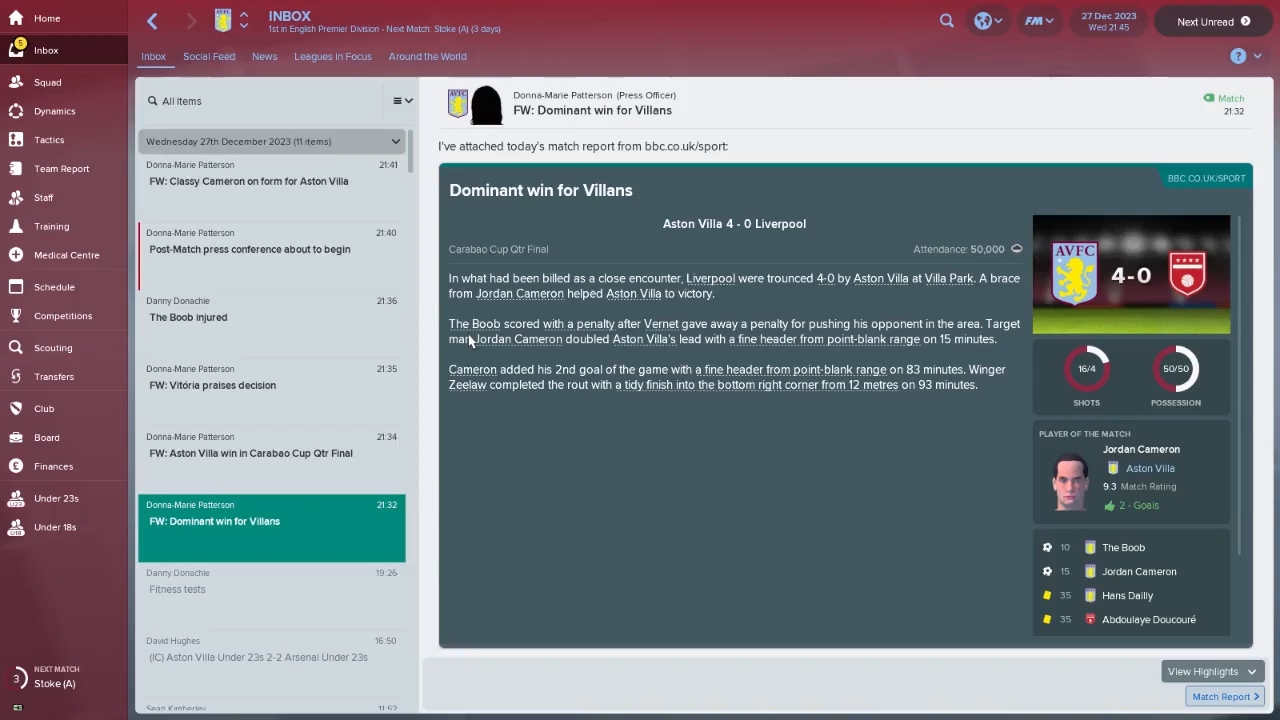 Home
5
Inbox
Squad
Dynamics
Tactics
Team Report
Staff
Training
Medical Centre
Schedule
Competitions
Scouting
Transfers
Club
Board
Finances
Under 23s
Under 18s
3
NEXT MATCH
Stoke (A)
INBOX
1st in English Premier Division - Next Match: Stoke (A) (3 days)
FM
27 Dec 2023
Wed 21:45
Next Unread
Inbox
Social Feed
News
Leagues in Focus
Around the World
?
All Items
Wednesday 27th December 2023 (11 items)
Donna-Marie Patterson 21:41
FW: Classy Cameron on form for Aston Villa
Donna-Marie Patterson 21:40
Post-Match press conference about to begin
Danny Donachie 21:36
The Boob injured
Donna-Marie Patterson 21:35
FW: Vitória praises decision
Donna-Marie Patterson 21:34
FW: Aston Villa win in Carabao Cup Qtr Final
Donna-Marie Patterson 21:32
FW: Dominant win for Villans
Danny Donachie 19:26
Fitness tests
David Hughes 16:50
(IC) Aston Villa Under 23s 2-2 Arsenal Under 23s
Sean Kimberley 11:52
Donna-Marie Patterson (Press Officer)
FW: Dominant win for Villans
Match
21:32
I've attached today's match report from bbc.co.uk/sport:
BBC.CO.UK/SPORT
Dominant win for Villans
Aston Villa 4 - 0 Liverpool
Carabao Cup Qtr Final
Attendance: 50,000
In what had been billed as a close encounter, Liverpool were trounced 4-0 by Aston Villa at Villa Park. A brace
from Jordan Cameron helped Aston Villa to victory.
The Boob scored with a penalty after Vernet gave away a penalty for pushing his opponent in the area. Target
man Jordan Cameron doubled Aston Villa's lead with a fine header from point-blank range on 15 minutes.
Cameron added his 2nd goal of the game with a fine header from point-blank range on 83 minutes. Winger
Zeelaw completed the rout with a tidy finish into the bottom right corner from 12 metres on 93 minutes.
AVFC
4-0
16/4
SHOTS
50/50
POSSESSION
PLAYER OF THE MATCH
Jordan Cameron
Aston Villa
9.3 Match Rating
2 - Goals
10 The Boob
15 Jordan Cameron
35 Hans Dailly
35 Abdoulaye Doucouré
View Highlights
Match Report